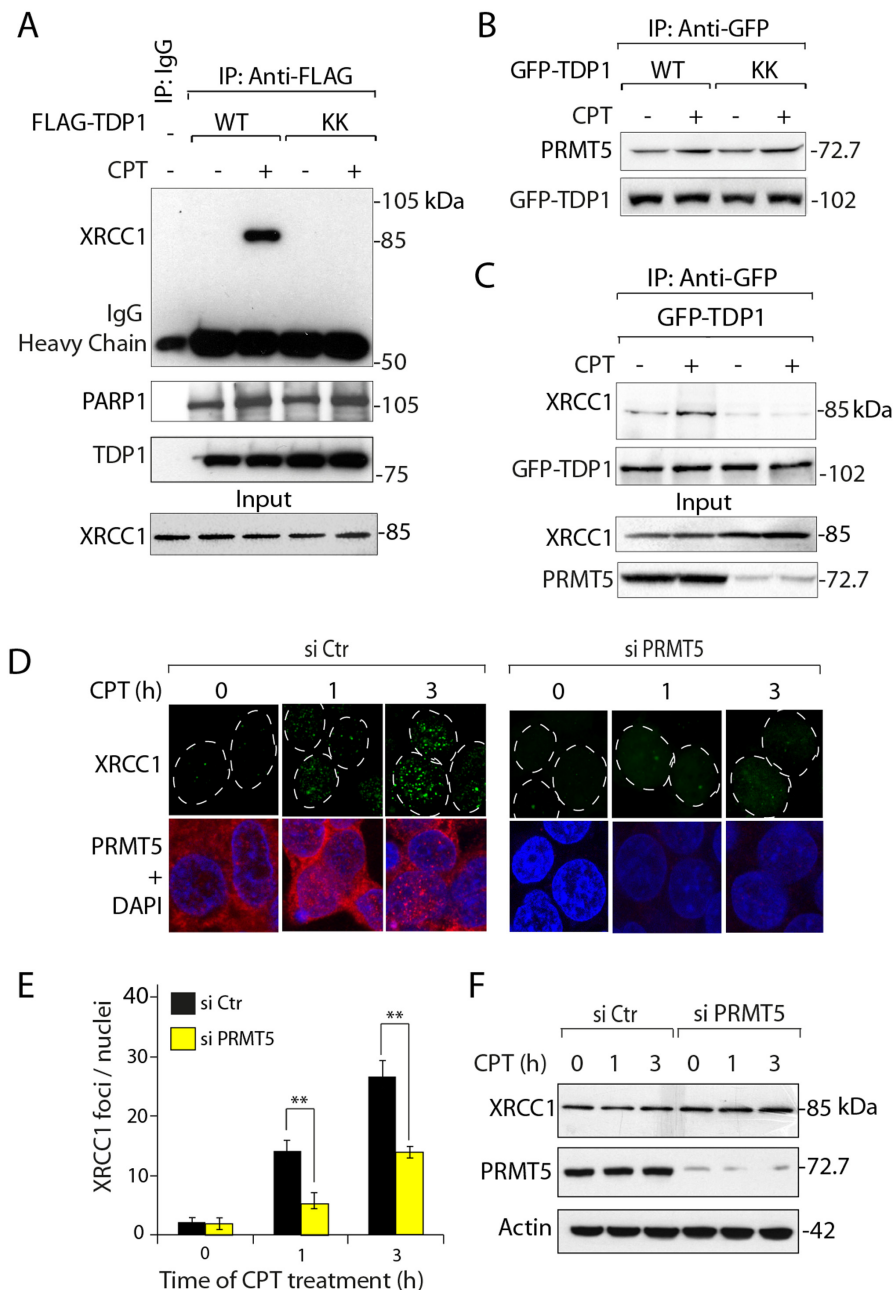 A
IP: IgG
IP: Anti-FLAG
FLAG-TDP1 - WT KK
CPT - - + - +
-105 kDa
XRCC1 -85
IgG
Heavy Chain
-50
PARP1 -105
TDP1 -75
Input
XRCC1 -85
B
IP: Anti-GFP
GFP-TDP1 WT KK
CPT - + - +
PRMT5 -72.7
GFP-TDP1 -102
C
IP: Anti-GFP
GFP-TDP1
CPT - + - +
XRCC1 -85 kDa
GFP-TDP1 -102
Input
XRCC1 -85
PRMT5 -72.7
D
si Ctr si PRMT5
CPT (h) 0 1 3 0 1 3
XRCC1
PRMT5
+
DAPI
E
XRCC1 foci / nuclei
40
30
20
10
0
si Ctr
si PRMT5
**
**
0 1 3
Time of CPT treatment (h)
F
si Ctr si PRMT5
CPT (h) 0 1 3 0 1 3
XRCC1 -85 kDa
PRMT5 -72.7
Actin -42